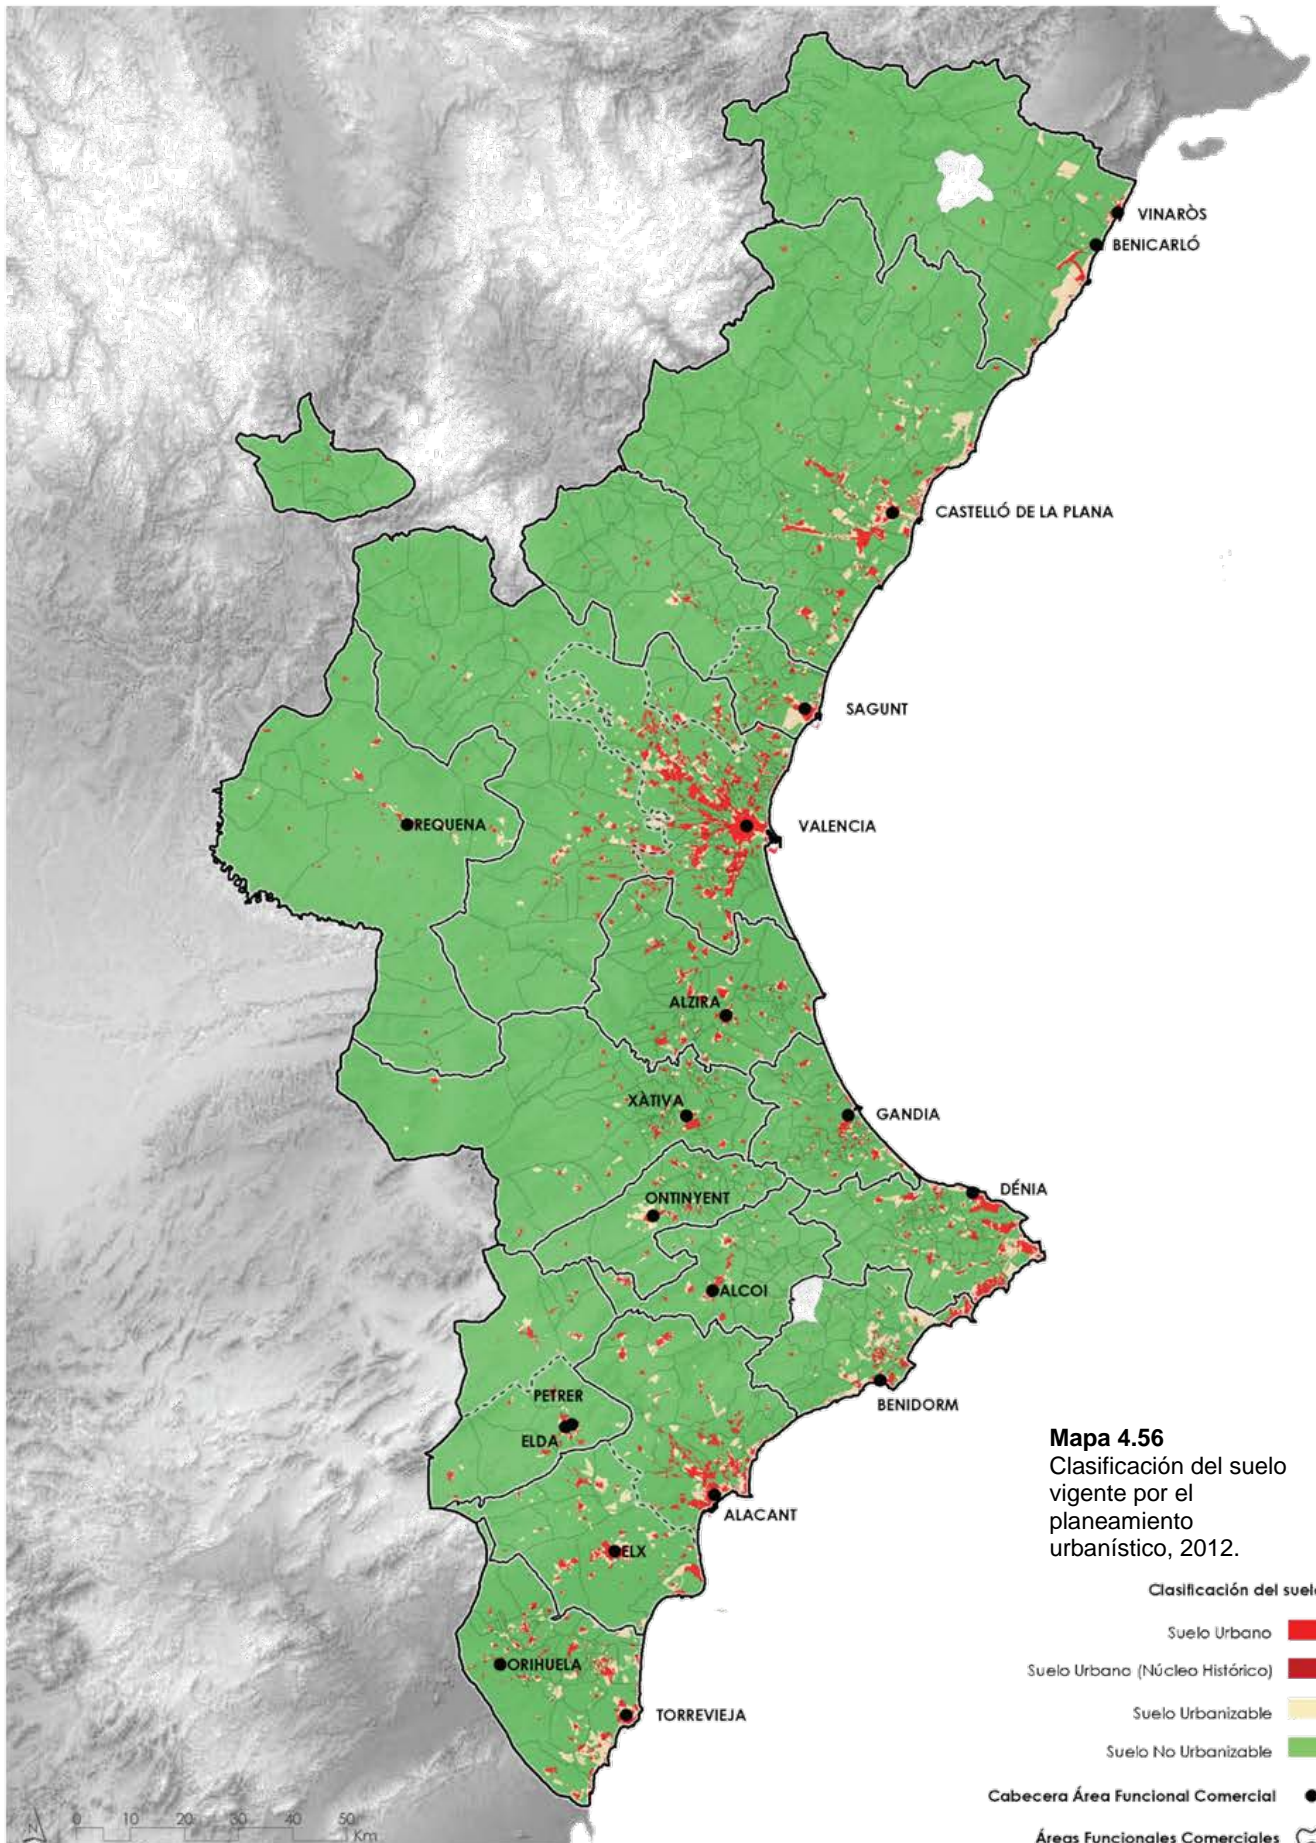 VINARÒS
BENICARLÓ
CASTELLÓ DE LA PLANA
SAGUNT
REQUENA
VALENCIA
ALZIRA
XÀTIVA
GANDIA
DÉNIA
ONTINYENT
ALCOI
PETRER
BENIDORM
ELDA
ALACANT
ELX
ORIHUELA
TORREVIEJA
Mapa 4.56
Clasificación del suelo
vigente por el
planeamiento
urbanístico, 2012.
Clasificación del suelo
Suelo Urbano
Suelo Urbano (Núcleo Histórico)
Suelo Urbanizable
Suelo No Urbanizable
Cabecera Área Funcional Comercial
Áreas Funcionales Comerciales
N 0 10 20 30 40 50
Km